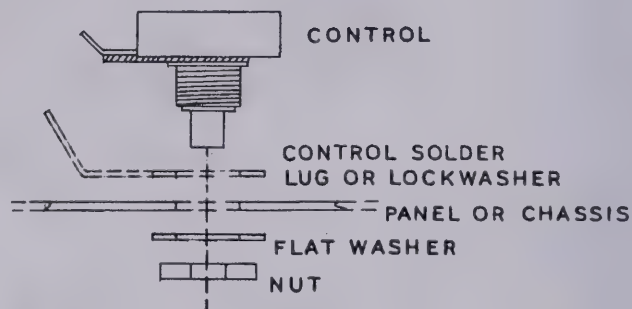 CONTROL
CONTROL SOLDER
LUG OR LOCKWASHER
PANEL OR CHASSIS
FLAT WASHER
NUT